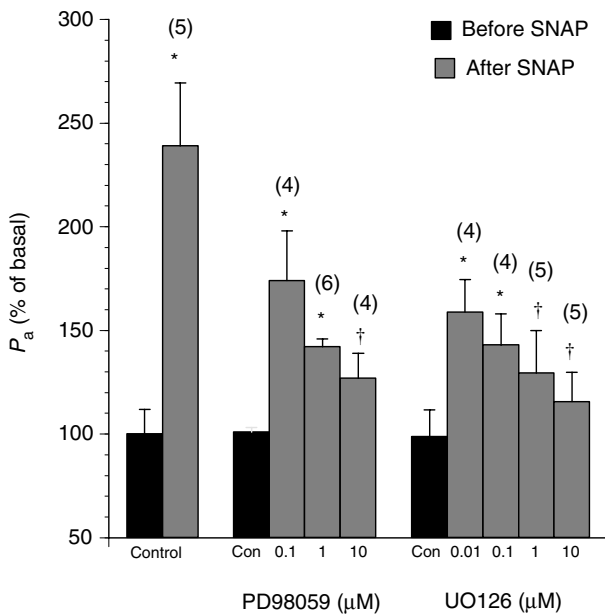 300
250
200
150
100
50
Pa (% of basal)
Before SNAP
After SNAP
(5)
*
(4)
*
(6)
*
(4)
†
(4)
*
(4)
*
(5)
†
(5)
†
Control
Con 0.1 1 10
Con 0.01 0.1 1 10
PD98059 (μM)
UO126 (μM)